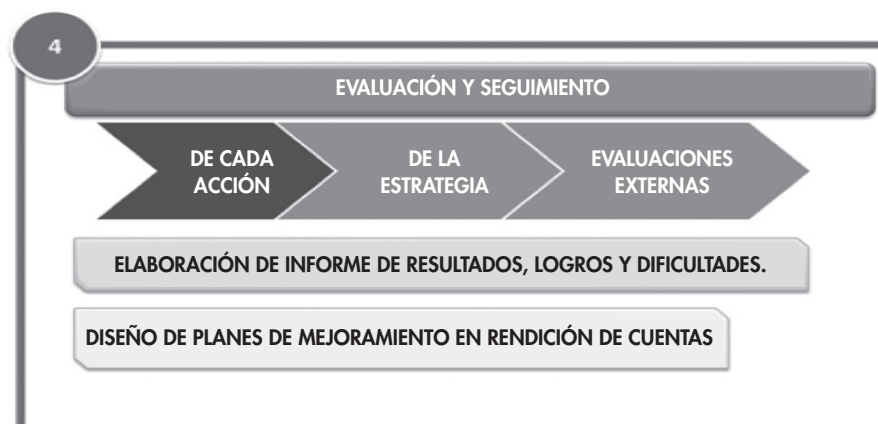 4
EVALUACIÓN Y SEGUIMIENTO
DE CADA
ACCIÓN
DE LA
ESTRATEGIA
EVALUACIONES
EXTERNAS
ELABORACIÓN DE INFORME DE RESULTADOS, LOGROS Y DIFICULTADES.
DISEÑO DE PLANES DE MEJORAMIENTO EN RENDICIÓN DE CUENTAS